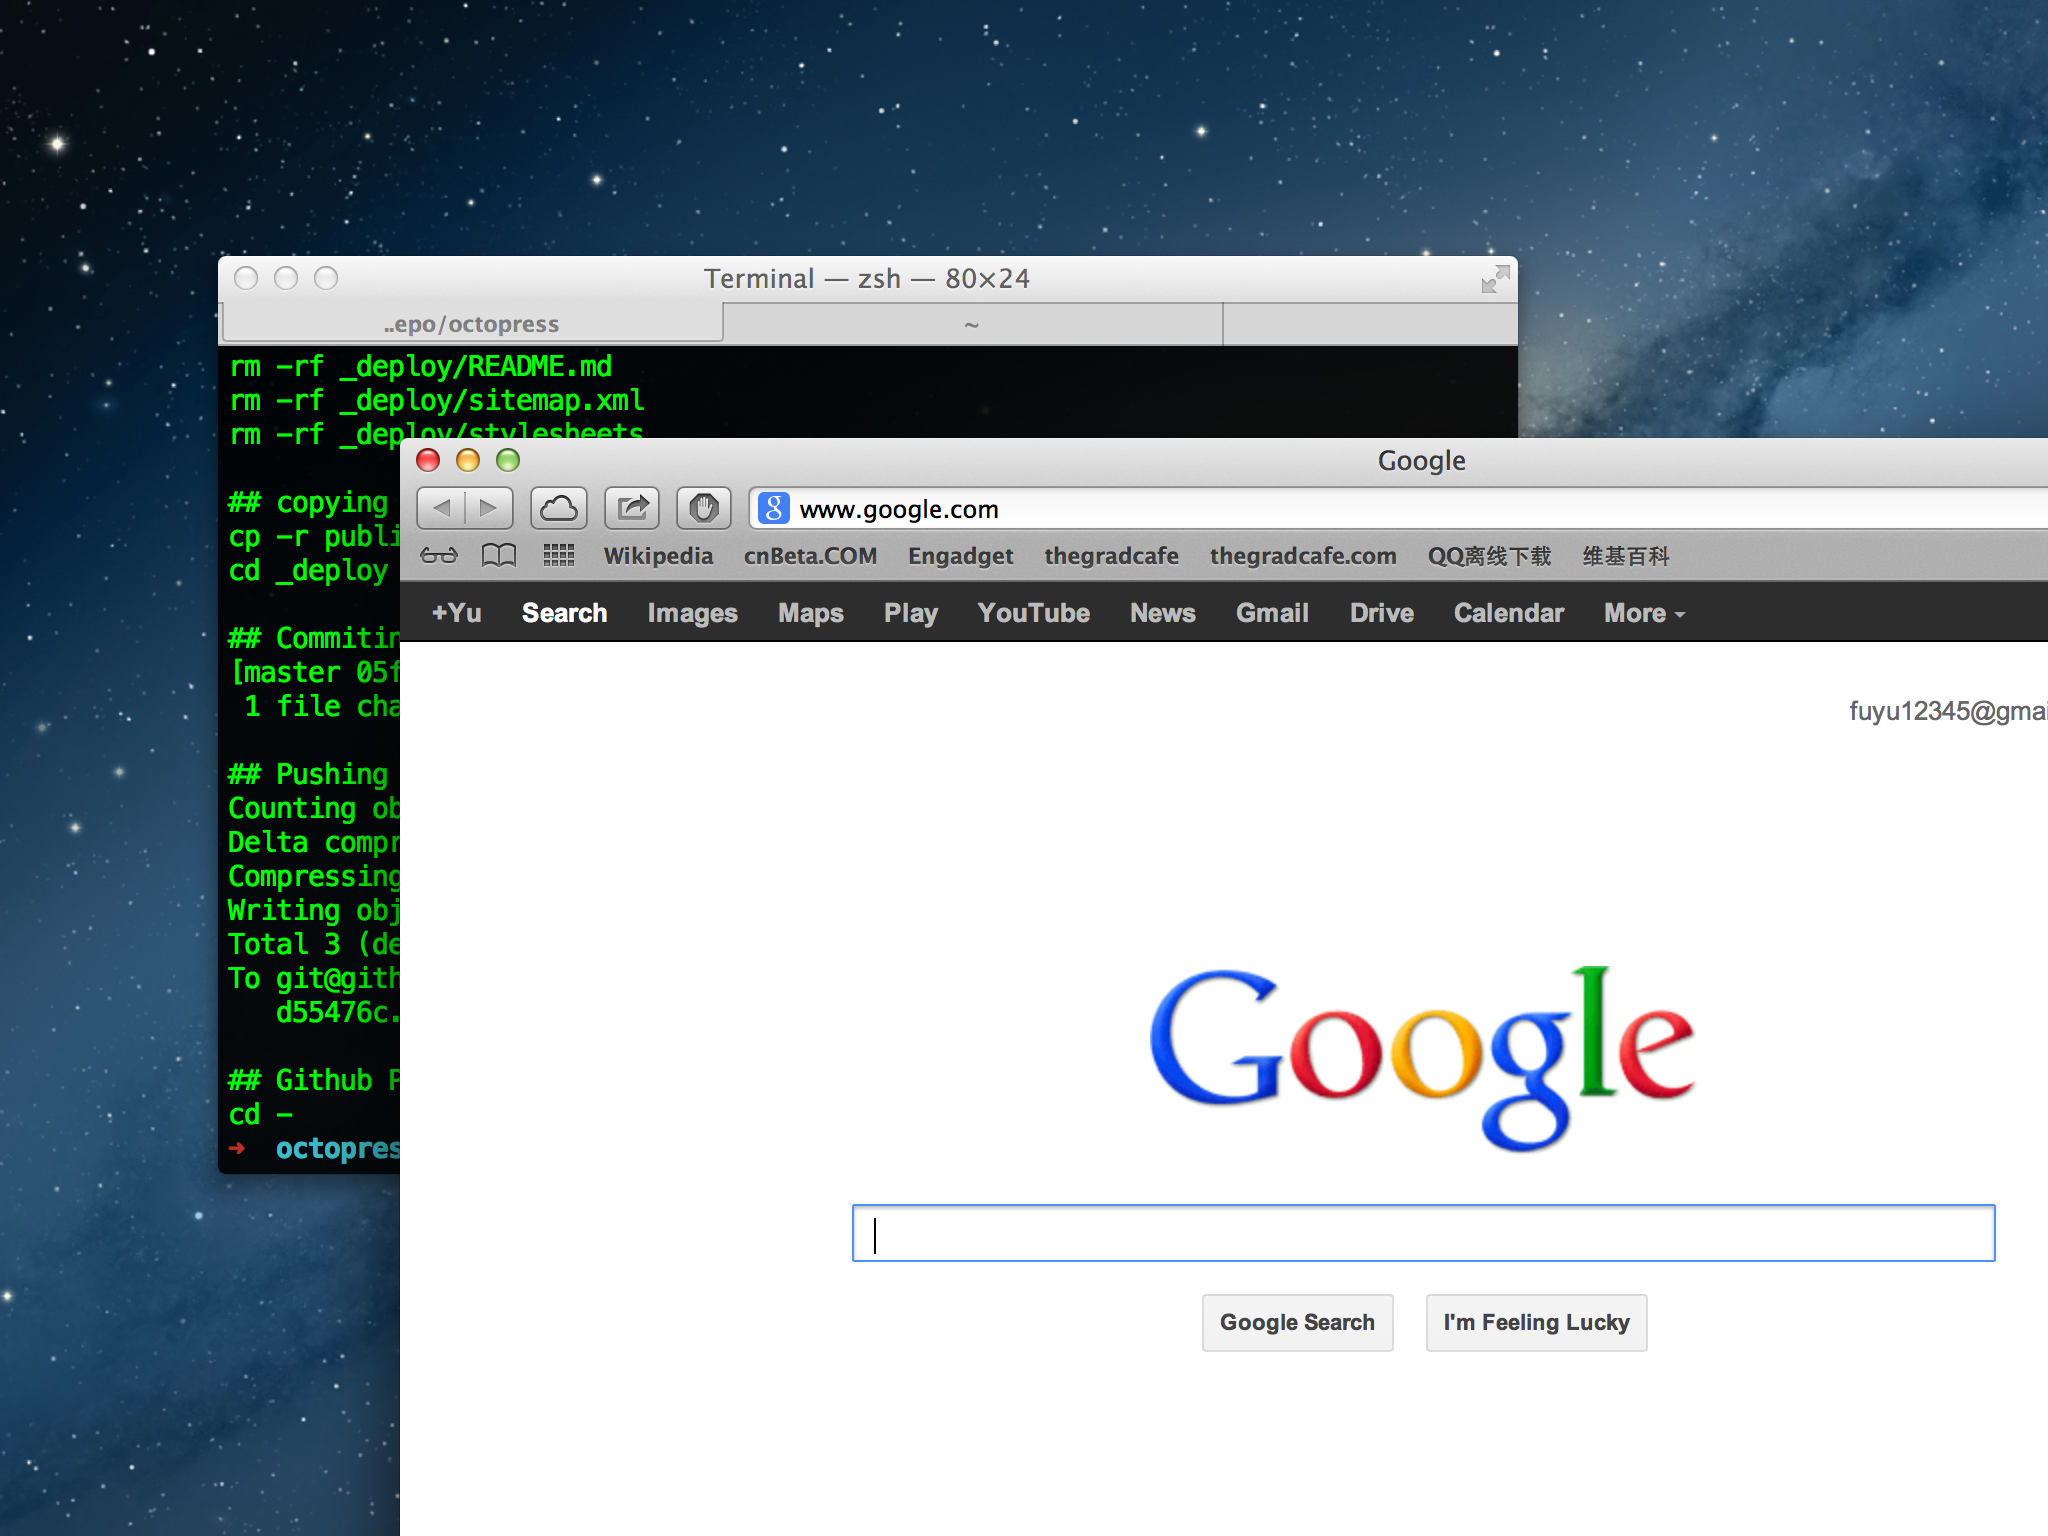 Terminal — zsh — 80×24
..epo/octopress
~
rm -rf _deploy/README.md
rm -rf _deploy/sitemap.xml
rm -rf _deploy/stylesheets
## copying
cp -r publi
cd _deploy
## Commitin
[master 05f
1 file cha
## Pushing
Counting ob
Delta compr
Compressing
Writing obj
Total 3 (de
To git@gith
d55476c.
## Github P
cd -
➜ octopres
Google
g www.google.com
Wikipedia cnBeta.COM Engadget thegradcafe thegradcafe.com QQ离线下载 维基百科
+Yu Search Images Maps Play YouTube News Gmail Drive Calendar More
fuyu12345@gmai
Google
Google Search I'm Feeling Lucky